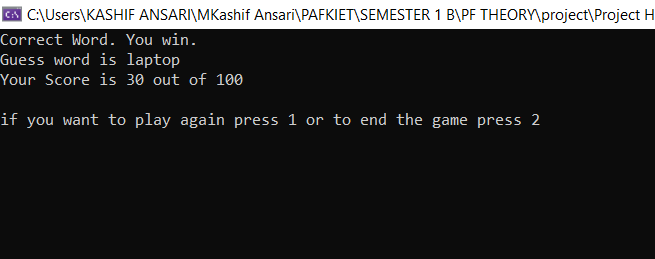 C:\Users\KASHIF ANSARI\MKashif Ansari\PAFKIET\SEMESTER 1 B\PF THEORY\project\Project H
Correct Word. You win.
Guess word is laptop
Your Score is 30 out of 100
if you want to play again press 1 or to end the game press 2